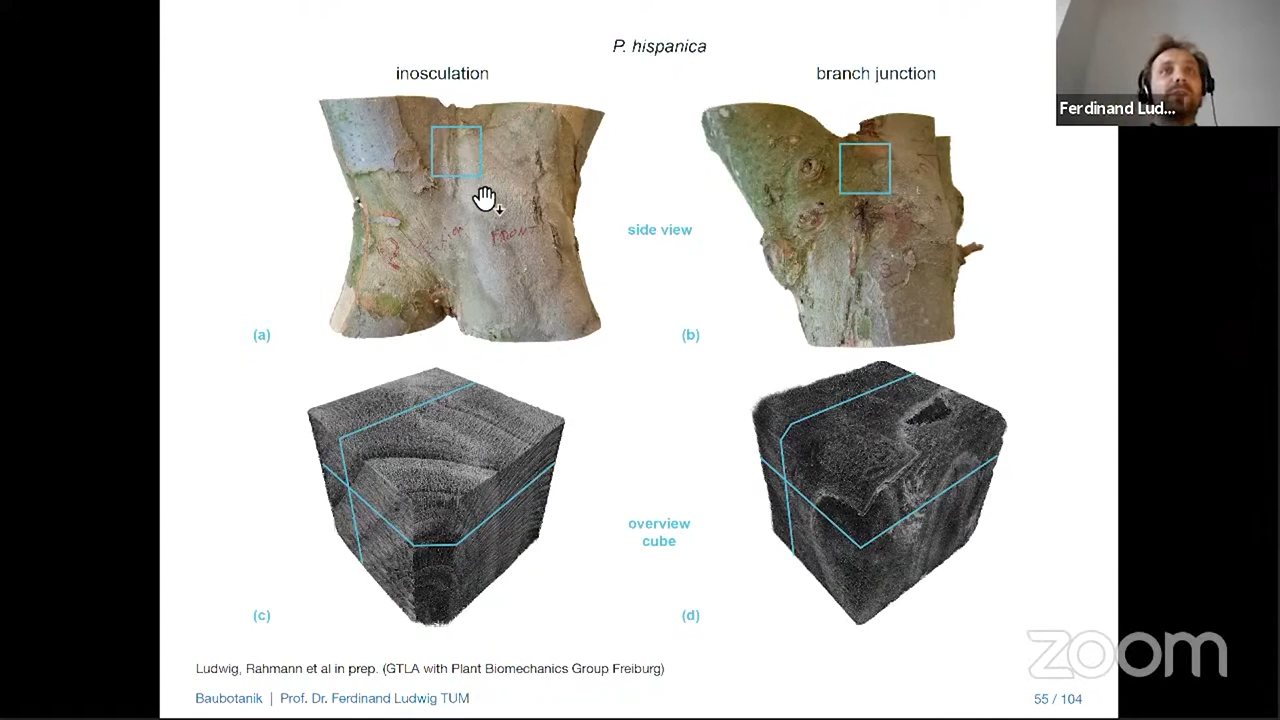 P. hispanica
inosculation
branch junction
Ferdinand Lud...
side view
FRONT
(a)
(b)
overview
cube
(c)
(d)
zoom
Ludwig, Rahmann et al in prep. (GTLA with Plant Biomechanics Group Freiburg)
Baubotanik | Prof. Dr. Ferdinand Ludwig TUM
55 / 104